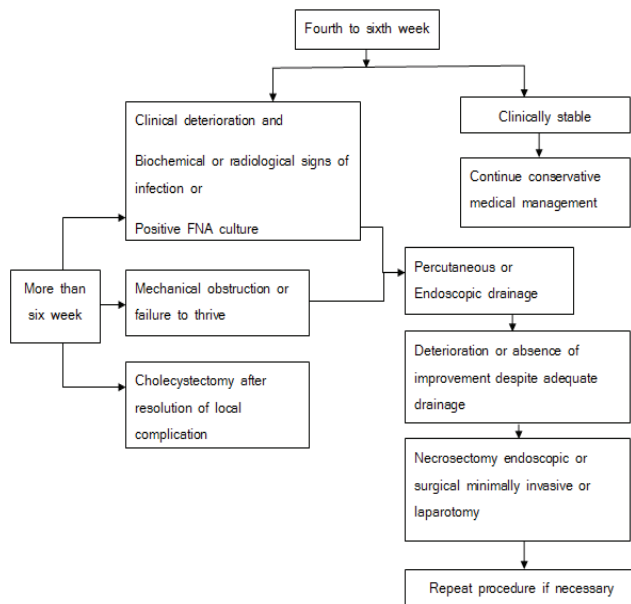 Fourth to sixth week
Clinical deterioration and
Biochemical or radiological signs of
infection or
Positive FNA culture
Clinically stable
Continue conservative
medical management
More than
six week
Mechanical obstruction or
failure to thrive
Cholecystectomy after
resolution of local
complication
Percutaneous or
Endoscopic drainage
Deterioration or absence of
improvement despite adequate
drainage
Necrosectomy endoscopic or
surgical minimally invasive or
laparotomy
Repeat procedure if necessary